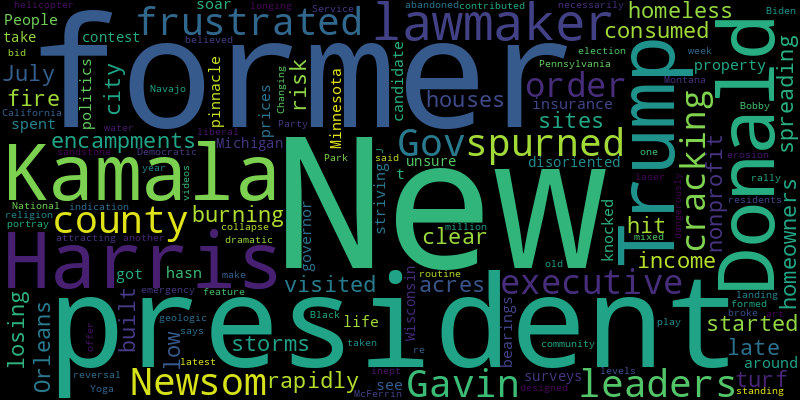 helicopter
soar
longing
Service
abandoned
contributed
necessarily
People
take
bid
contest
frustrated
believed
lawmaker
homeless
consumed
Biden
election
week
property
July
politics
city
pinnacle
former
risk
candidate
Pennsylvania
Montana
fire
California
spent
Navajo
prices
Changing
Party
Minnesota
houses
order
insurance
sites
Trump
Donald
Bobby
spreading
encampments
water
liberal
Michigan
Gov
spurned
disoriented
cracking
nonprofit
one
erosion
rally
residents
sandstone
Democratic
year
videos
Park
said
t
unsure
laser
dangerously
Kamala
New
National
indication
religion
portray
county
burning
collapse
dramatic
governor
striving
J
clear
knocked
hit
mixed
homeowners
Harris
attracting
another
million
routine
old
income
got
hasn
make
visited
acres
executive
landing
formed
broke
art
losing
Orleans
built
emergency
feature
geologic
says
Black
life
taken
president
Wisconsin
bearings
play
community
started
late
around
offer
low
storms
reversal
Yoga
latest
Newsom
rapidly
re
inept
see
McFerrin
Gavin
surveys
levels
designed
leaders
turf
standing